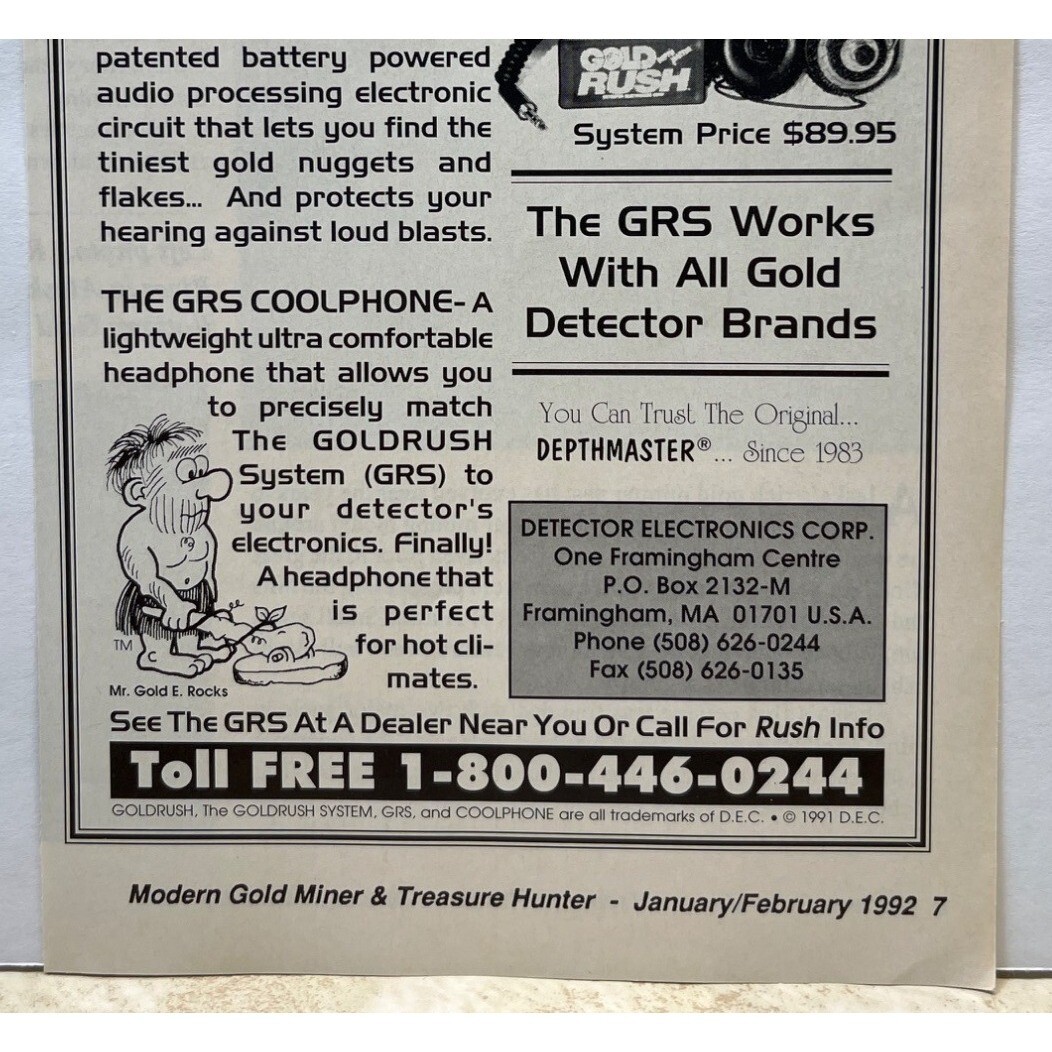 patented battery powered
audio processing electronic
circuit that lets you find the
tiniest gold nuggets and
flakes... And protects your
hearing against loud blasts.
THE GRS COOLPHONE- A
lightweight ultra comfortable
headphone that allows you
to precisely match
The GOLDRUSH
System (GRS) to
your detector's
electronics. Finally!
A headphone that
is perfect
for hot cli-
mates.
TM
Mr. Gold E. Rocks
GOLD
RUSH
System Price $89.95
The GRS Works
With All Gold
Detector Brands
You Can Trust The Original...
DEPTHMASTER®... Since 1983
DETECTOR ELECTRONICS CORP.
One Framingham Centre
P.O. Box 2132-M
Framingham, MA 01701 U.S.A.
Phone (508) 626-0244
Fax (508) 626-0135
See The GRS At A Dealer Near You Or Call For Rush Info
Toll FREE 1-800-446-0244
GOLDRUSH, The GOLDRUSH SYSTEM, GRS, and COOLPHONE are all trademarks of D.E.C. • © 1991 D.E.C.
Modern Gold Miner & Treasure Hunter - January/February 1992 7